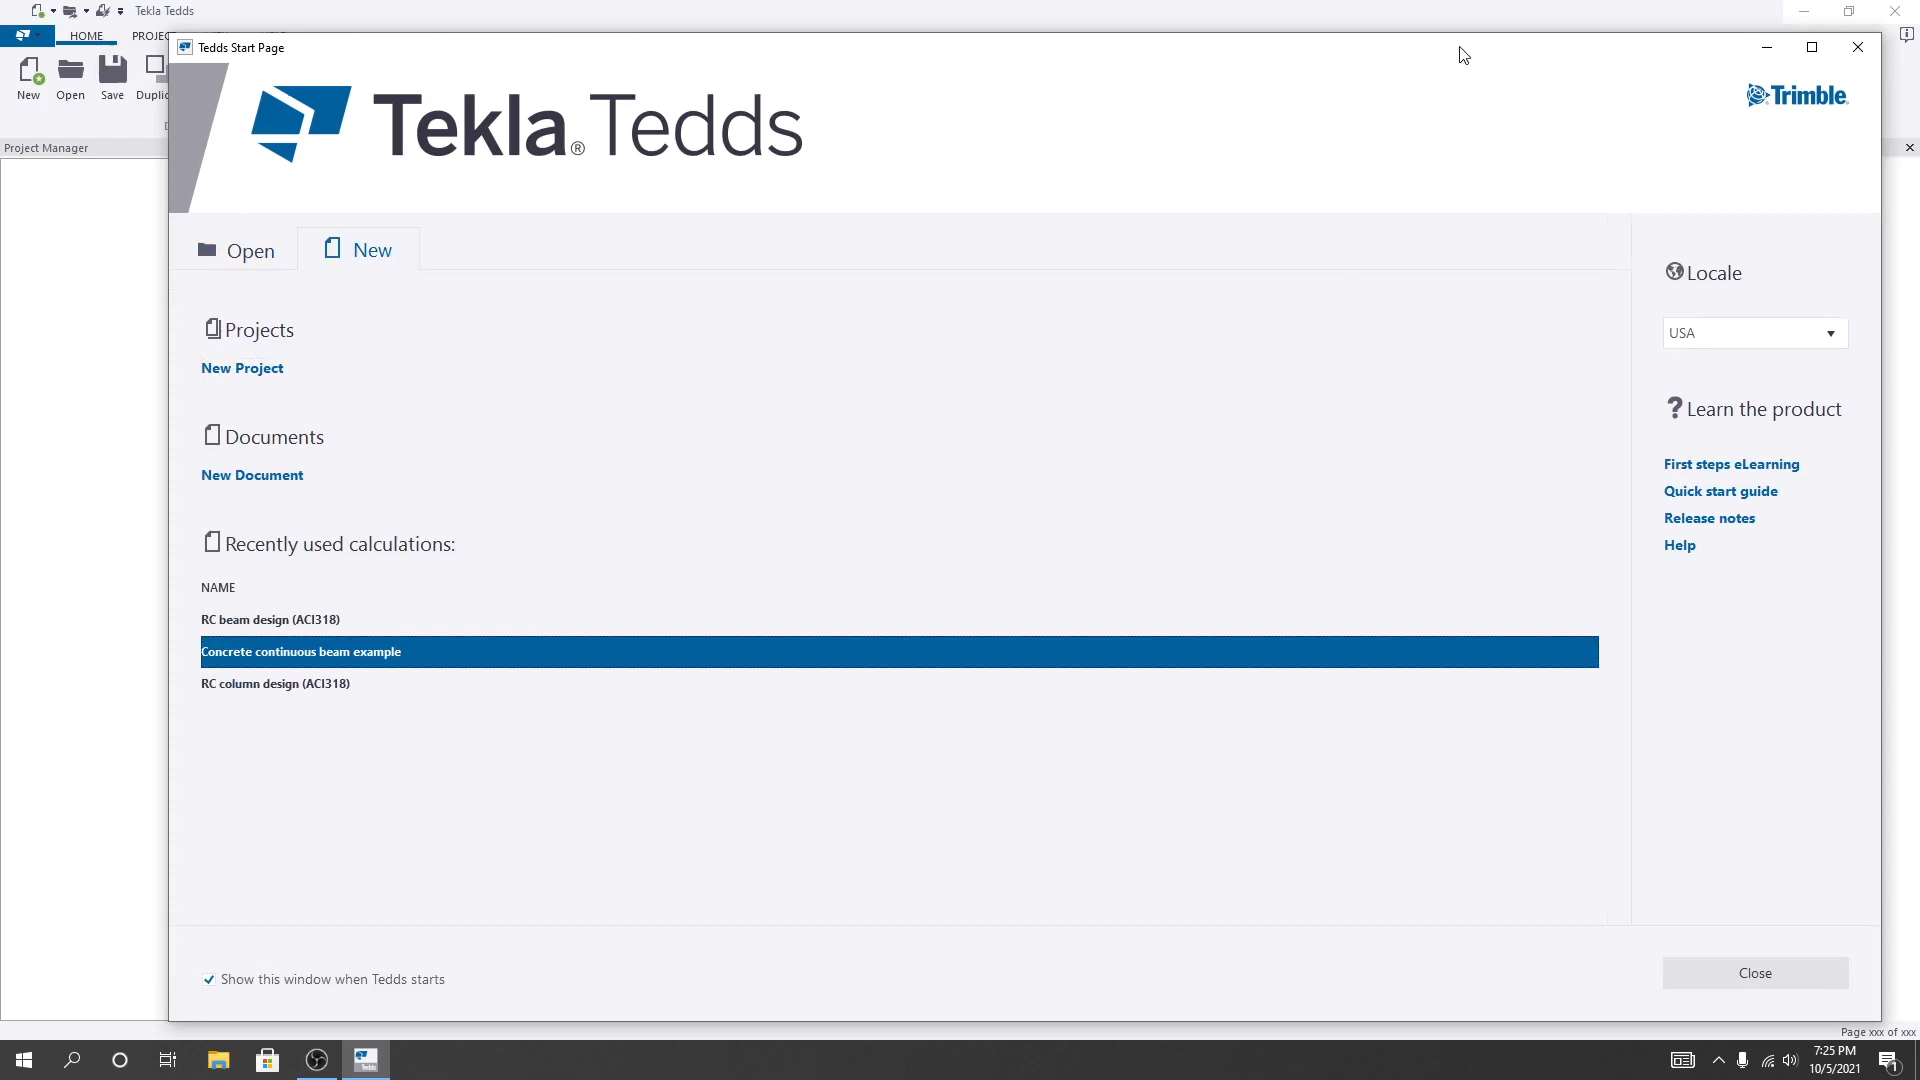 Tekla Tedds
HOME
PROJEC
New
Open
Save
Duplic
Project Manager
Tedds Start Page
Tekla® Tedds
Trimble
Open
New
Projects
New Project
Documents
New Document
Recently used calculations:
NAME
RC beam design (ACI318)
Concrete continuous beam example
RC column design (ACI318)
Locale
USA
Learn the product
First steps eLearning
Quick start guide
Release notes
Help
Show this window when Tedds starts
Close
Page xxx of xxx
Tedds
7:25 PM
10/5/2021
1